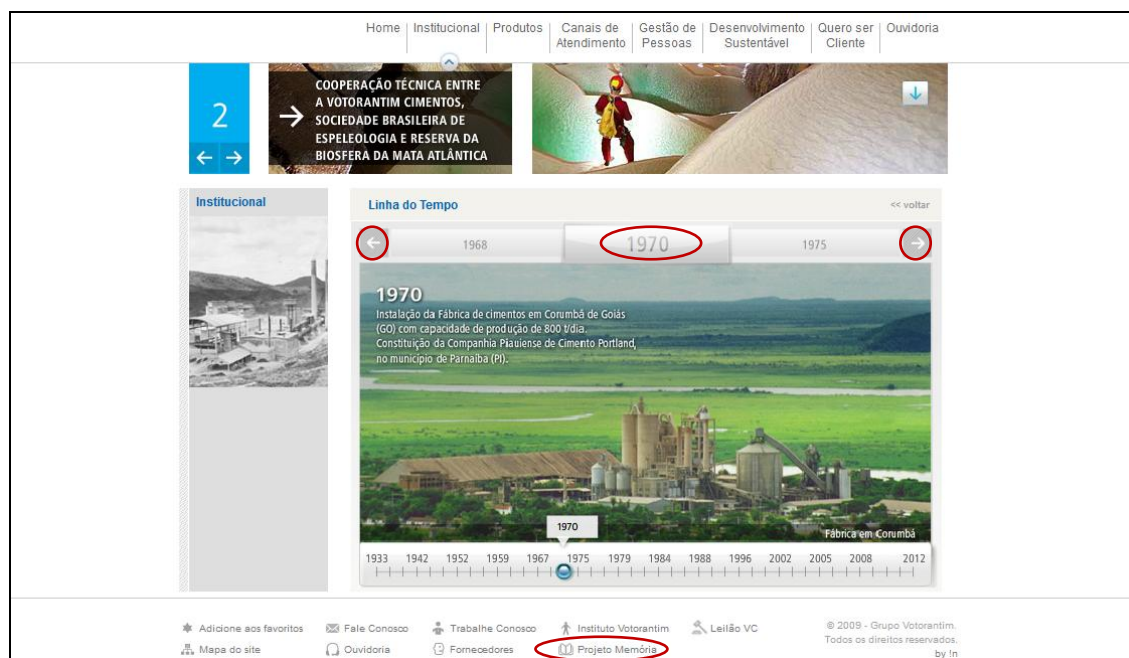 Home Institucional Produtos Canais de Atendimento Gestão de Pessoas Desenvolvimento Sustentável Quero ser Cliente Ouvidoria
2
COOPERAÇÃO TÉCNICA ENTRE
A VOTORANTIM CIMENTOS,
SOCIEDADE BRASILEIRA DE
ESPELEOLOGIA E RESERVA DA
BIOSFERA DA MATA ATLÂNTICA
Institucional
Linha do Tempo
<< voltar
1968 1970 1975
1970
Instalação da Fábrica de cimentos em Corumbá de Goiás
(GO) com capacidade de produção de 800 t/dia.
Constituição da Companhia Piauiense de Cimento Portland,
no município de Parnaíba (PI).
1970
Fábrica em Corumbá
1933 1942 1952 1959 1967 1975 1979 1984 1988 1996 2002 2005 2008 2012
Adicione aos favoritos Fale Conosco Trabalhe Conosco Instituto Votorantim Leilão VC
Mapa do site Ouvidoria Fornecedores Projeto Memória
© 2009 - Grupo Votorantim.
Todos os direitos reservados.
by !n